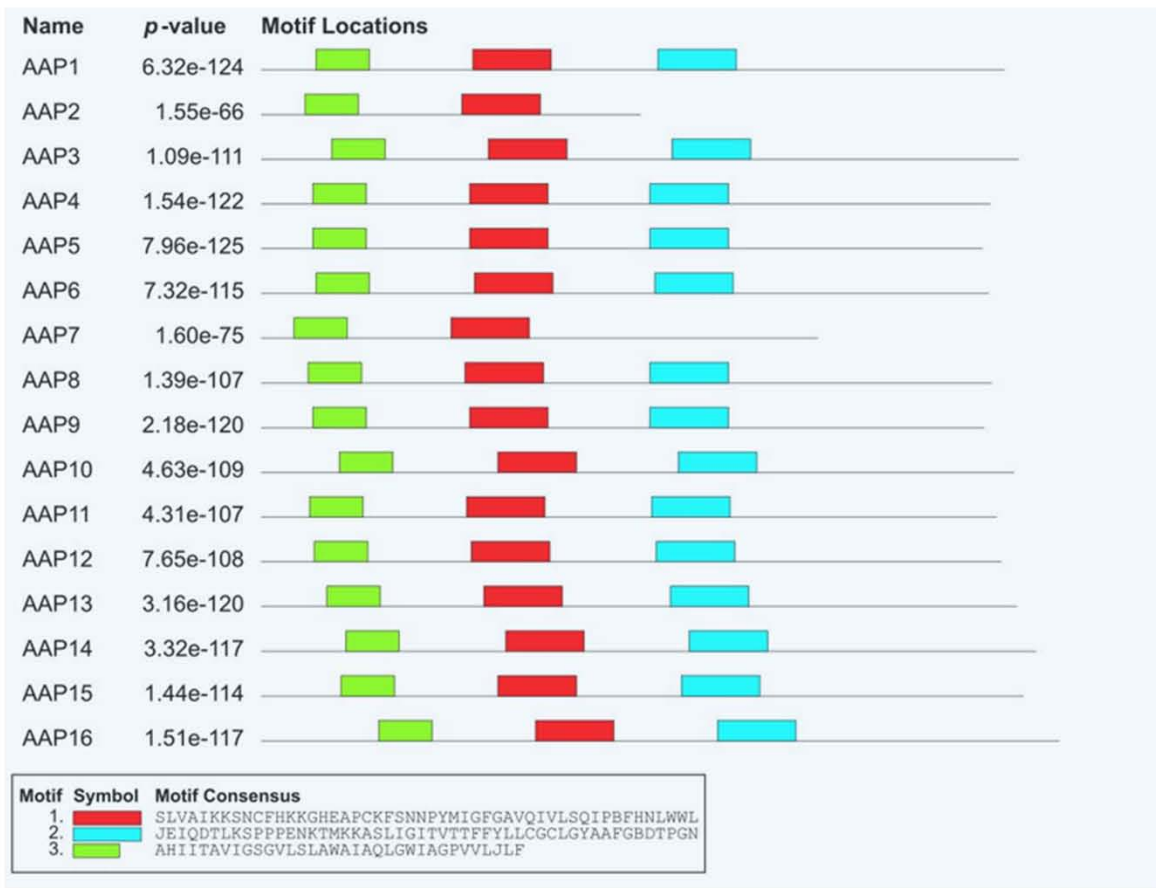 Name p-value Motif Locations
AAP1 6.32e-124
AAP2 1.55e-66
AAP3 1.09e-111
AAP4 1.54e-122
AAP5 7.96e-125
AAP6 7.32e-115
AAP7 1.60e-75
AAP8 1.39e-107
AAP9 2.18e-120
AAP10 4.63e-109
AAP11 4.31e-107
AAP12 7.65e-108
AAP13 3.16e-120
AAP14 3.32e-117
AAP15 1.44e-114
AAP16 1.51e-117
Motif Symbol Motif Consensus
1. SLVAIKKSNCFHKKGHEAPCKFSNNPYMIGFGAVQIVLSQIPBFHNLWWL
2. JEIQDTLKSPPPENKTMKKASLIGITVTTFFYLLCGCLGYAAFGBDTPGN
3. AHIITAVIGSGVLSLAWAIAQLGWIAGPVVLJLF